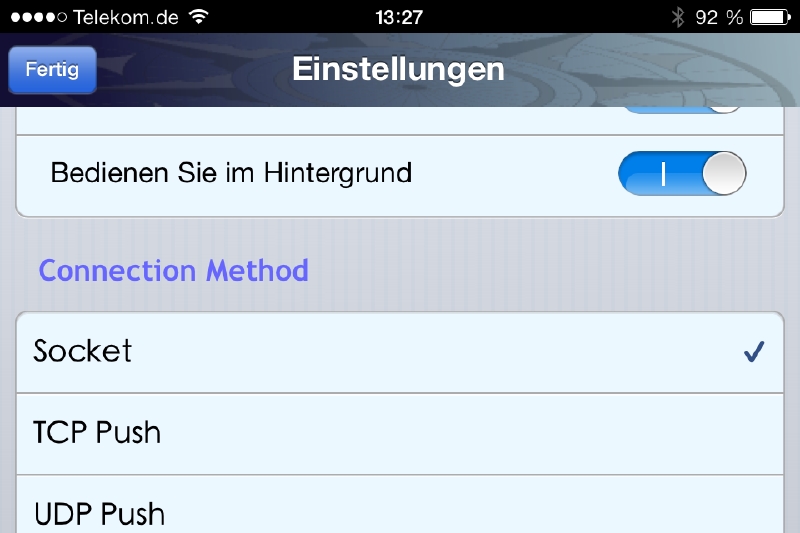 Telekom.de 13:27 92 %
Fertig Einstellungen
Bedienen Sie im Hintergrund
Connection Method
Socket
TCP Push
UDP Push